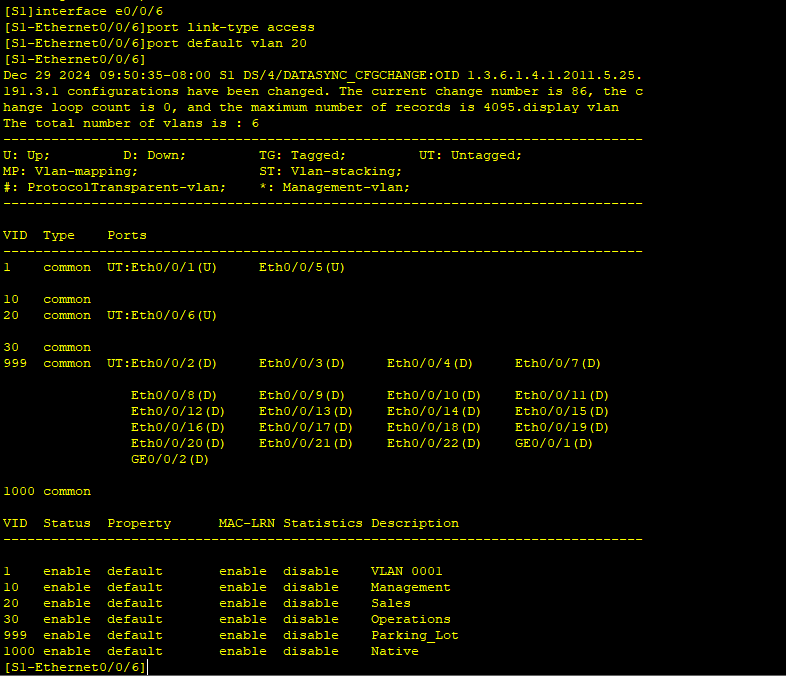 [S1]interface e0/0/6
[S1-Ethernet0/0/6]port link-type access
[S1-Ethernet0/0/6]port default vlan 20
[S1-Ethernet0/0/6]
Dec 29 2024 09:50:35-08:00 S1 DS/4/DATASYNC_CFGCHANGE:OID 1.3.6.1.4.1.2011.5.25.
191.3.1 configurations have been changed. The current change number is 86, the c
hange loop count is 0, and the maximum number of records is 4095.display vlan
The total number of vlans is : 6
--------------------------------------------------------------------------------
U: Up;         D: Down;         TG: Tagged;         UT: Untagged;
MP: Vlan-mapping;               ST: Vlan-stacking;
#: ProtocolTransparent-vlan;    *: Management-vlan;
--------------------------------------------------------------------------------
VID  Type    Ports
--------------------------------------------------------------------------------
1    common  UT:Eth0/0/1(U)     Eth0/0/5(U)
10   common
20   common  UT:Eth0/0/6(U)
30   common
999  common  UT:Eth0/0/2(D)     Eth0/0/3(D)     Eth0/0/4(D)     Eth0/0/7(D)
Eth0/0/8(D)     Eth0/0/9(D)     Eth0/0/10(D)    Eth0/0/11(D)
Eth0/0/12(D)    Eth0/0/13(D)    Eth0/0/14(D)    Eth0/0/15(D)
Eth0/0/16(D)    Eth0/0/17(D)    Eth0/0/18(D)    Eth0/0/19(D)
Eth0/0/20(D)    Eth0/0/21(D)    Eth0/0/22(D)    GE0/0/1(D)
GE0/0/2(D)
1000 common
VID  Status  Property      MAC-LRN Statistics Description
--------------------------------------------------------------------------------
1    enable  default       enable  disable    VLAN 0001
10   enable  default       enable  disable    Management
20   enable  default       enable  disable    Sales
30   enable  default       enable  disable    Operations
999  enable  default       enable  disable    Parking_Lot
1000 enable  default       enable  disable    Native
[S1-Ethernet0/0/6]